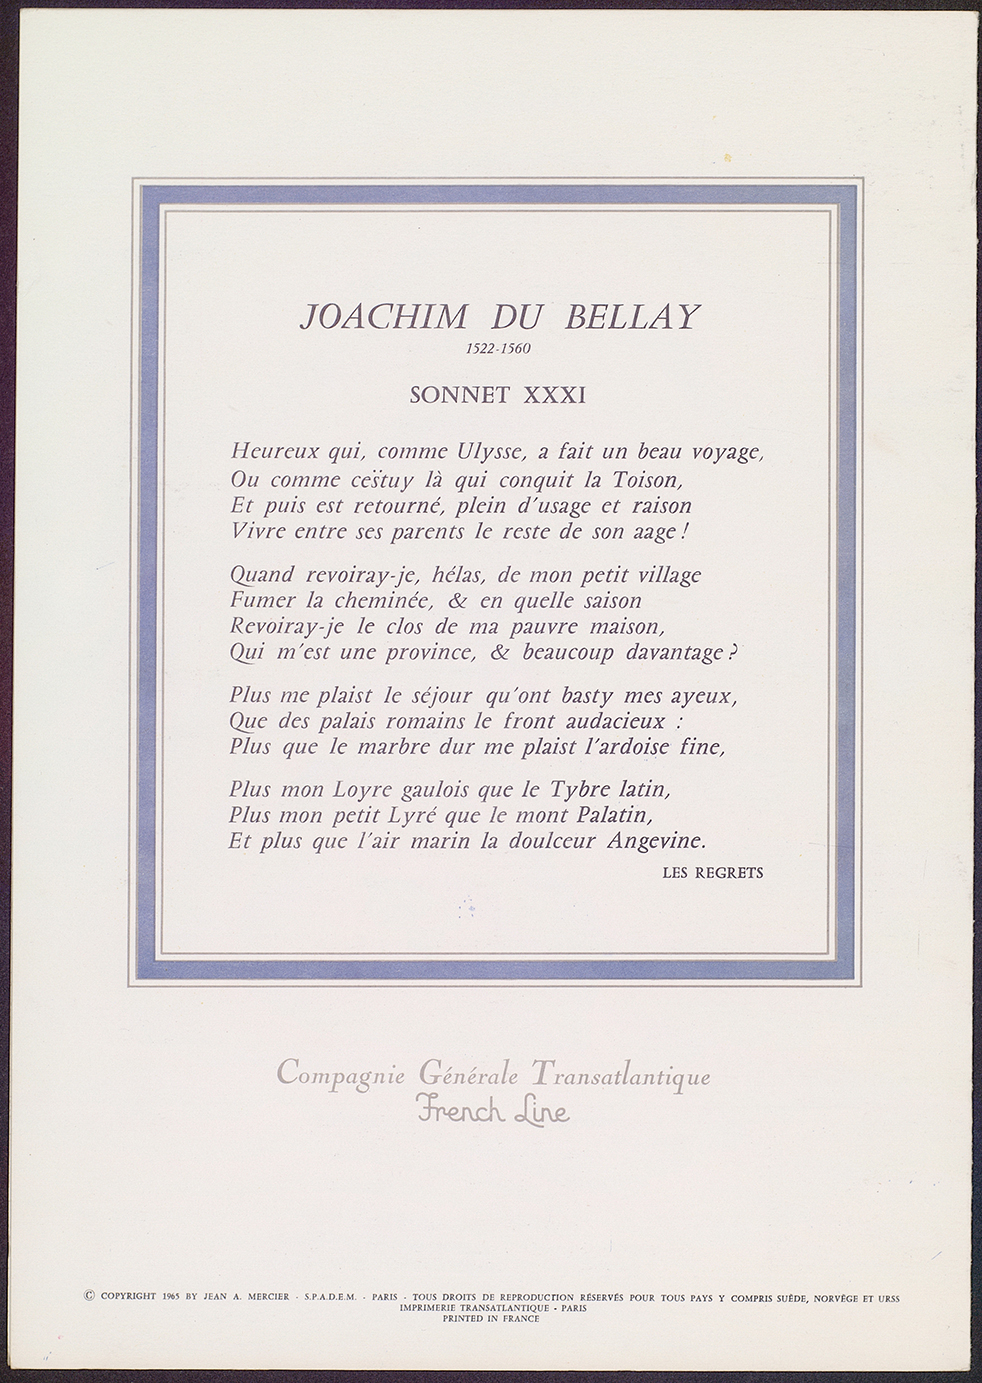 JOACHIM DU BELLAY
1522-1560
SONNET XXXI
Heureux qui, comme Ulysse, a fait un beau voyage,
Ou comme cestuy là qui conquit la Toison,
Et puis est retourné, plein d'usage et raison
Vivre entre ses parents le reste de son aage !
Quand revoiray-je, hélas, de mon petit village
Fumer la cheminée, & en quelle saison
Revoiray-je le clos de ma pauvre maison,
Qui m'est une province, & beaucoup davantage ?
Plus me plaist le séjour qu'ont basty mes ayeux,
Que des palais romains le front audacieux :
Plus que le marbre dur me plaist l'ardoise fine,
Plus mon Loyre gaulois que le Tybre latin,
Plus mon petit Lyré que le mont Palatin,
Et plus que l'air marin la doulceur Angevine.
LES REGRETS
Compagnie Générale Transatlantique
French Line
© COPYRIGHT 1965 BY JEAN A. MERCIER - S.P.A.D.E.M. - PARIS - TOUS DROITS DE REPRODUCTION RÉSERVÉS POUR TOUS PAYS Y COMPRIS SUÈDE, NORVÈGE ET URSS
IMPRIMERIE TRANSATLANTIQUE - PARIS
PRINTED IN FRANCE